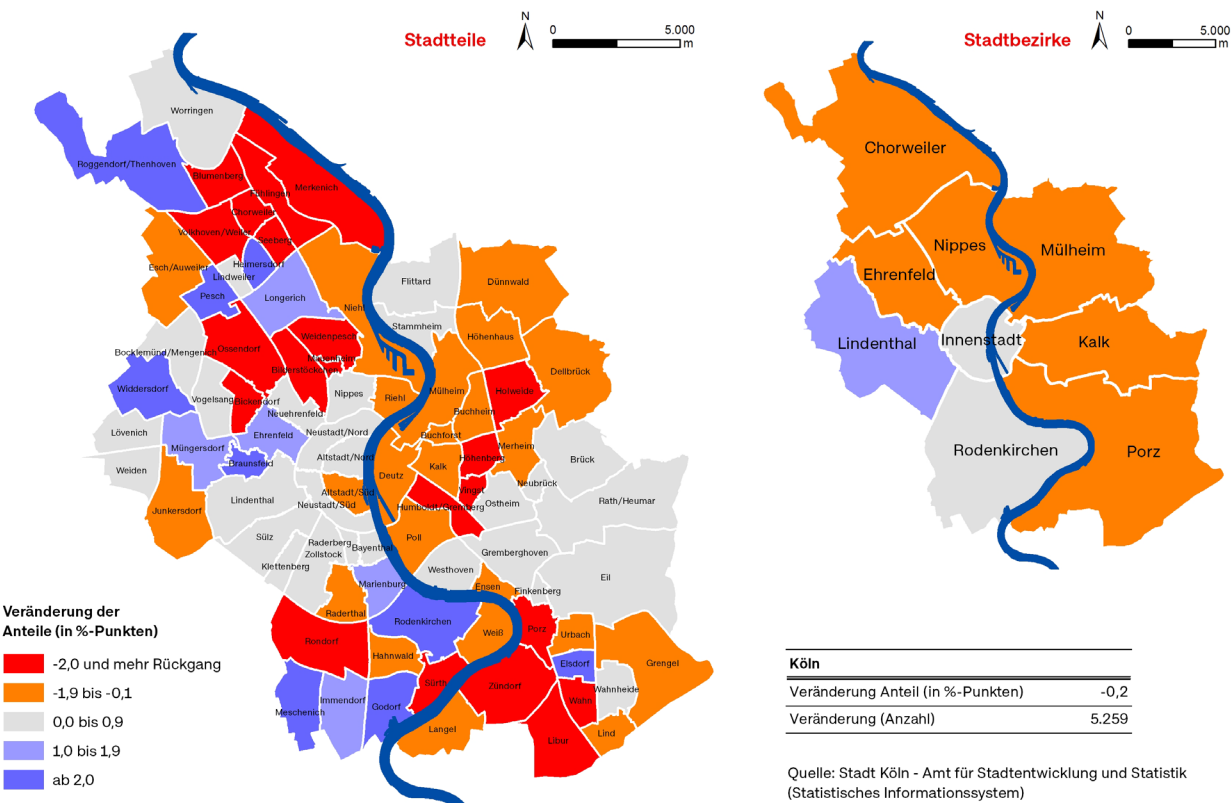 Stadtteile
N
0
5.000
m
Stadtbezirke
N
0
5.000
m
Worringen
Roggendorf/Thenhoven
Blumenberg
Merkenich
Fühlingen
Chorweiler
Volkhoven/Weiler
Seeberg
Esch/Auweiler
Heimersdorf
Lindweiler
Pesch
Longerich
Niehl
Flittard
Dünnwald
Stammheim
Höhenhaus
Weidenpesch
Ossendorf
Bocklemünd/Mengenich
Mauenheim
Bilderstöckchen
Dellbrück
Widdersdorf
Vogelsang
Bickendorf
Nippes
Riehl
Mülheim
Holweide
Neuehrenfeld
Buchheim
Lövenich
Ehrenfeld
Neustadt/Nord
Buchforst
Müngersdorf
Merheim
Altstadt/Nord
Höhenberg
Brück
Weiden
Braunsfeld
Kalk
Deutz
Neubrück
Vingst
Altstadt/Süd
Lindenthal
Neustadt/Süd
Humboldt/Gremberg
Ostheim
Rath/Heumar
Junkersdorf
Sülz
Raderberg
Zollstock
Bayenthal
Poll
Gremberghoven
Klettenberg
Westhoven
Eil
Marienburg
Ensen
Finkenberg
Raderthal
Rodenkirchen
Weiß
Porz
Urbach
Rondorf
Hahnwald
Elsdorf
Grengel
Sürth
Zündorf
Wahnheide
Meschenich
Immendorf
Godorf
Wahn
Langel
Libur
Lind
Chorweiler
Nippes
Mülheim
Ehrenfeld
Lindenthal
Innenstadt
Kalk
Rodenkirchen
Porz
Veränderung der
Anteile (in %-Punkten)
-2,0 und mehr Rückgang
-1,9 bis -0,1
0,0 bis 0,9
1,0 bis 1,9
ab 2,0
Köln
Veränderung Anteil (in %-Punkten) -0,2
Veränderung (Anzahl) 5.259
Quelle: Stadt Köln - Amt für Stadtentwicklung und Statistik
(Statistisches Informationssystem)